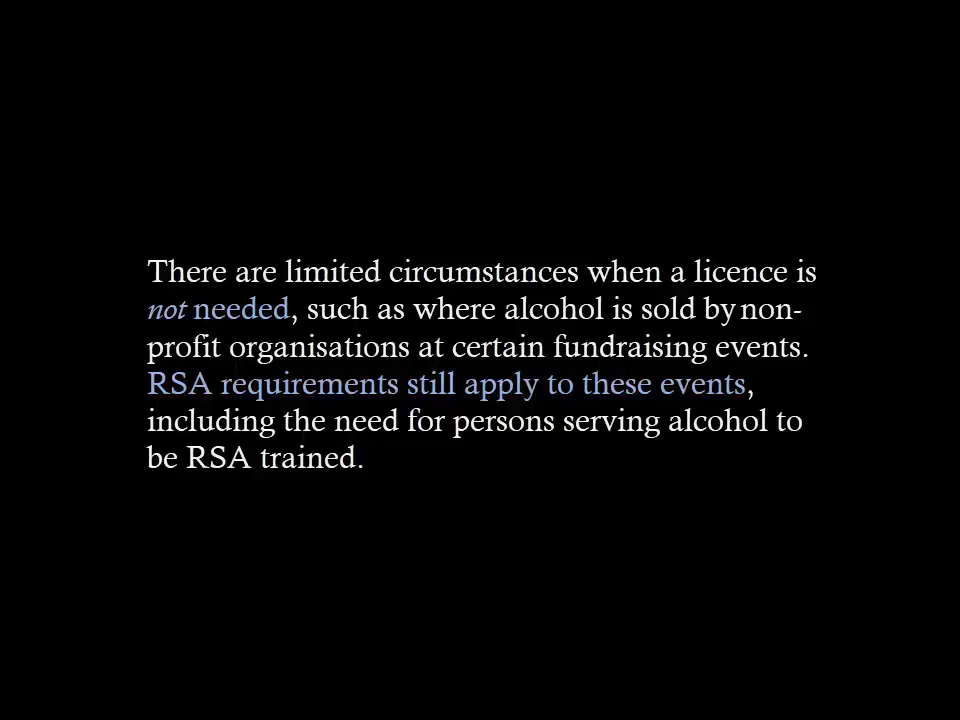 There are limited circumstances when a licence is
not needed, such as where alcohol is sold by non-
profit organisations at certain fundraising events.
RSA requirements still apply to these events,
including the need for persons serving alcohol to
be RSA trained.